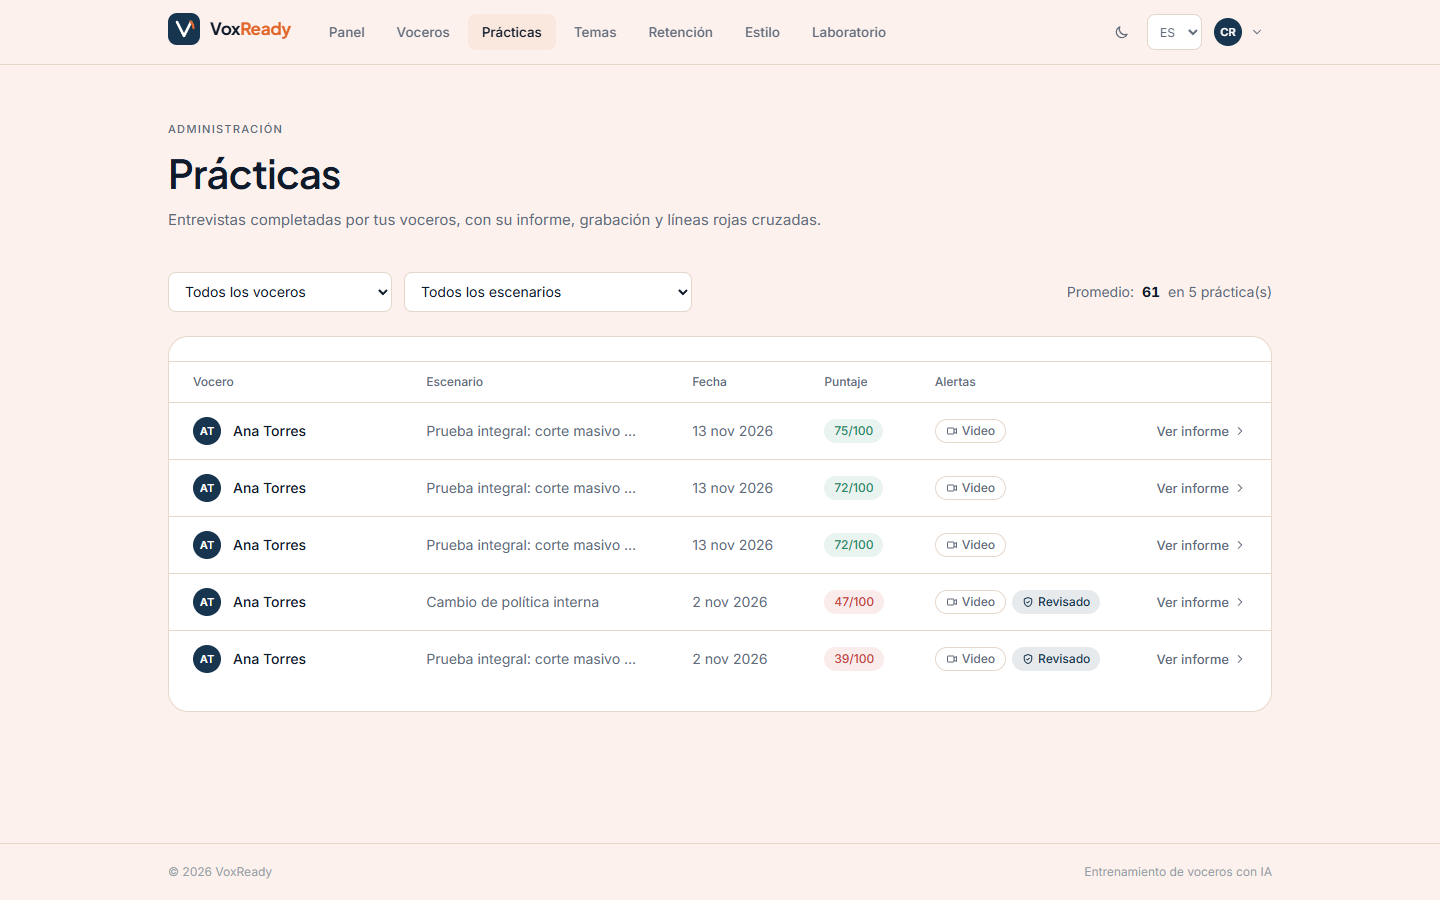 VoxReady Panel Voceros Prácticas Temas Retención Estilo Laboratorio ES CR
ADMINISTRACIÓN
Prácticas
Entrevistas completadas por tus voceros, con su informe, grabación y líneas rojas cruzadas.
Todos los voceros Todos los escenarios Promedio: 61 en 5 práctica(s)
Vocero Escenario Fecha Puntaje Alertas
AT Ana Torres Prueba integral: corte masivo ... 13 nov 2026 75/100 Video Ver informe
AT Ana Torres Prueba integral: corte masivo ... 13 nov 2026 72/100 Video Ver informe
AT Ana Torres Prueba integral: corte masivo ... 13 nov 2026 72/100 Video Ver informe
AT Ana Torres Cambio de política interna 2 nov 2026 47/100 Video Revisado Ver informe
AT Ana Torres Prueba integral: corte masivo ... 2 nov 2026 39/100 Video Revisado Ver informe
© 2026 VoxReady Entrenamiento de voceros con IA